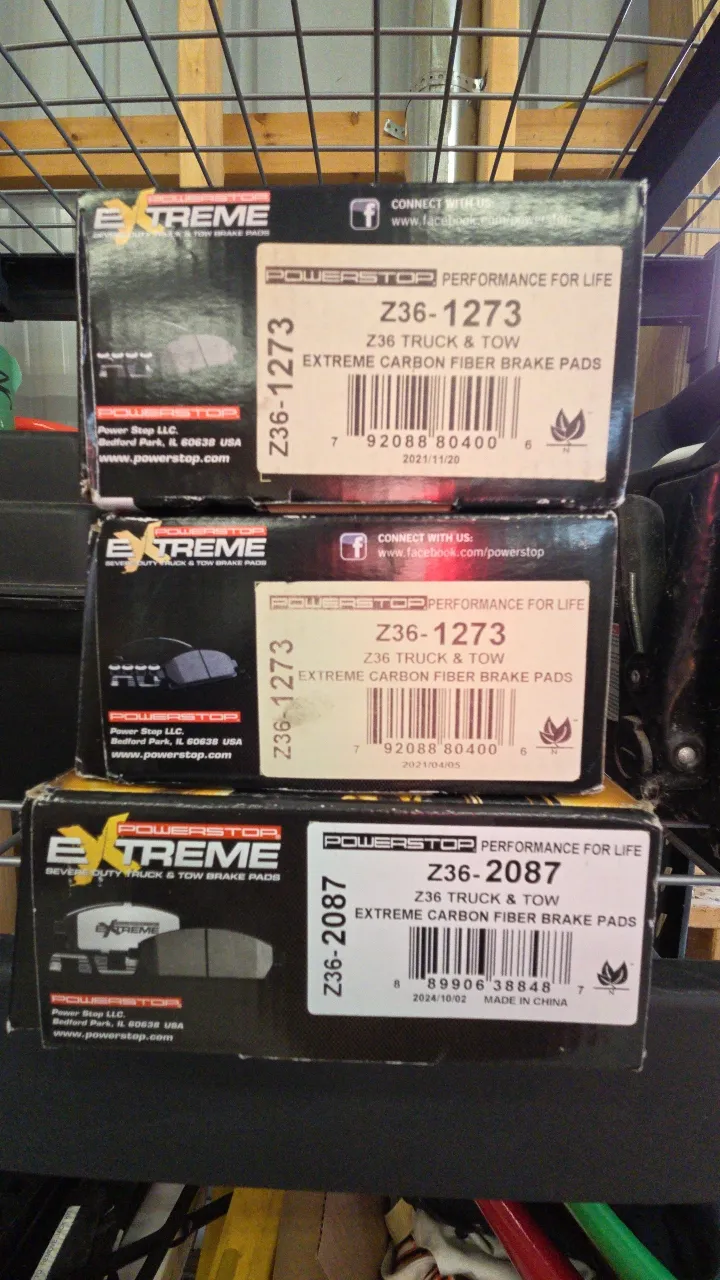 POWERSTOP
EXTREME
SEVERE DUTY TRUCK & TOW BRAKE PADS
CONNECT WITH US:
www.facebook.com/powerstop
POWERSTOP PERFORMANCE FOR LIFE
Z36-1273
Z36-1273
Z36 TRUCK & TOW
EXTREME CARBON FIBER BRAKE PADS
7 92088 80400 6
2021/11/20
N
POWERSTOP
Power Stop LLC.
Bedford Park, IL 60638 USA
www.powerstop.com
POWERSTOP
EXTREME
SEVERE DUTY TRUCK & TOW BRAKE PADS
CONNECT WITH US:
www.facebook.com/powerstop
POWERSTOP PERFORMANCE FOR LIFE
Z36-1273
Z36-1273
Z36 TRUCK & TOW
EXTREME CARBON FIBER BRAKE PADS
7 92088 80400 6
2021/04/05
N
POWERSTOP
Power Stop LLC.
Bedford Park, IL 60638 USA
www.powerstop.com
POWERSTOP
EXTREME
SEVERE DUTY TRUCK & TOW BRAKE PADS
EXTREME
POWERSTOP PERFORMANCE FOR LIFE
Z36-2087
Z36-2087
Z36 TRUCK & TOW
EXTREME CARBON FIBER BRAKE PADS
8 89906 38848 7
2024/10/02 MADE IN CHINA
N
POWERSTOP
Power Stop LLC.
Bedford Park, IL 60638 USA
www.powerstop.com